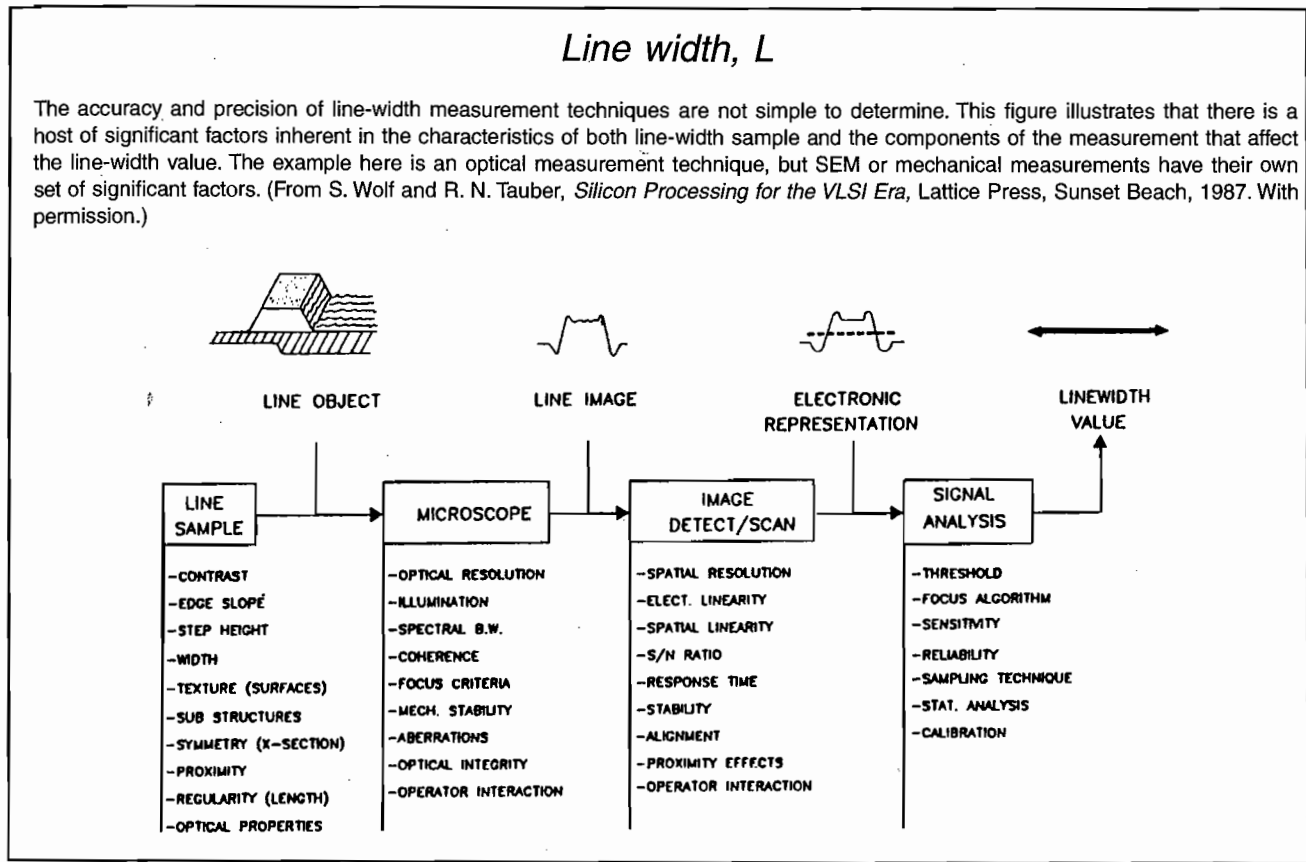 Line width, L
The accuracy and precision of line-width measurement techniques are not simple to determine. This figure illustrates that there is a
host of significant factors inherent in the characteristics of both line-width sample and the components of the measurement that affect
the line-width value. The example here is an optical measurement technique, but SEM or mechanical measurements have their own
set of significant factors. (From S. Wolf and R. N. Tauber, Silicon Processing for the VLSI Era, Lattice Press, Sunset Beach, 1987. With
permission.)
LINE OBJECT
LINE IMAGE
ELECTRONIC
REPRESENTATION
LINEWIDTH
VALUE
LINE
SAMPLE
-CONTRAST
-EDGE SLOPE
-STEP HEIGHT
-WIDTH
-TEXTURE (SURFACES)
-SUB STRUCTURES
-SYMMETRY (X-SECTION)
-PROXIMITY
-REGULARITY (LENGTH)
-OPTICAL PROPERTIES
MICROSCOPE
-OPTICAL RESOLUTION
-ILLUMINATION
-SPECTRAL B.W.
-COHERENCE
-FOCUS CRITERIA
-MECH. STABILITY
-ABERRATIONS
-OPTICAL INTEGRITY
-OPERATOR INTERACTION
IMAGE
DETECT/SCAN
-SPATIAL RESOLUTION
-ELECT. LINEARITY
-SPATIAL LINEARITY
-S/N RATIO
-RESPONSE TIME
-STABILITY
-ALIGNMENT
-PROXIMITY EFFECTS
-OPERATOR INTERACTION
SIGNAL
ANALYSIS
-THRESHOLD
-FOCUS ALGORITHM
-SENSITIVITY
-RELIABILITY
-SAMPLING TECHNIQUE
-STAT. ANALYSIS
-CALIBRATION